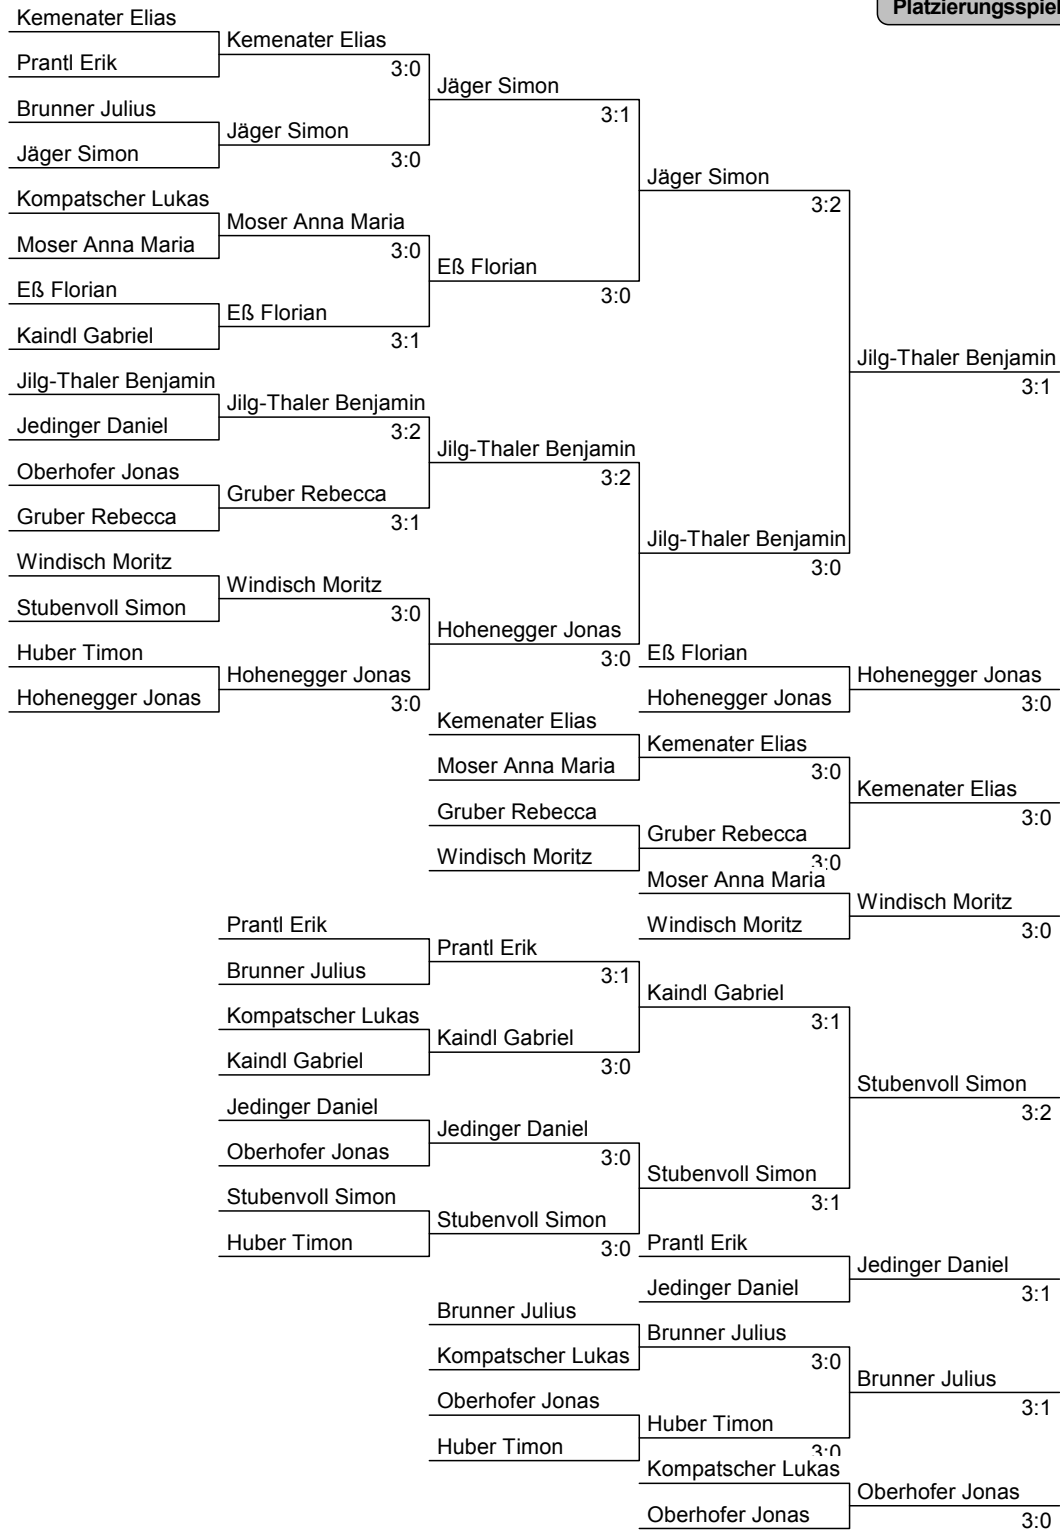 Platzierungsspiel
Kemenater Elias
Kemenater Elias
Prantl Erik
3:0
Jäger Simon
Brunner Julius
3:1
Jäger Simon
Jäger Simon
3:0
Jäger Simon
Kompatscher Lukas
3:2
Moser Anna Maria
Moser Anna Maria
3:0
Eß Florian
Eß Florian
3:0
Eß Florian
Kaindl Gabriel
3:1
Jilg-Thaler Benjamin
Jilg-Thaler Benjamin
3:1
Jilg-Thaler Benjamin
Jedinger Daniel
3:2
Jilg-Thaler Benjamin
Oberhofer Jonas
3:2
Gruber Rebecca
Gruber Rebecca
3:1
Jilg-Thaler Benjamin
Windisch Moritz
3:0
Windisch Moritz
Stubenvoll Simon
3:0
Hohenegger Jonas
Huber Timon
3:0
Eß Florian
Hohenegger Jonas
Hohenegger Jonas
Hohenegger Jonas
3:0
Hohenegger Jonas
3:0
Kemenater Elias
Kemenater Elias
Moser Anna Maria
3:0
Kemenater Elias
Gruber Rebecca
3:0
Gruber Rebecca
Windisch Moritz
3:0
Moser Anna Maria
Windisch Moritz
Prantl Erik
Windisch Moritz
3:0
Prantl Erik
Brunner Julius
3:1
Kaindl Gabriel
Kompatscher Lukas
3:1
Kaindl Gabriel
Kaindl Gabriel
3:0
Stubenvoll Simon
Jedinger Daniel
3:2
Jedinger Daniel
Oberhofer Jonas
3:0
Stubenvoll Simon
Stubenvoll Simon
3:1
Stubenvoll Simon
Huber Timon
3:0
Prantl Erik
Jedinger Daniel
Jedinger Daniel
3:1
Brunner Julius
Brunner Julius
Kompatscher Lukas
3:0
Brunner Julius
Oberhofer Jonas
3:1
Huber Timon
Huber Timon
3:0
Kompatscher Lukas
Oberhofer Jonas
Oberhofer Jonas
3:0